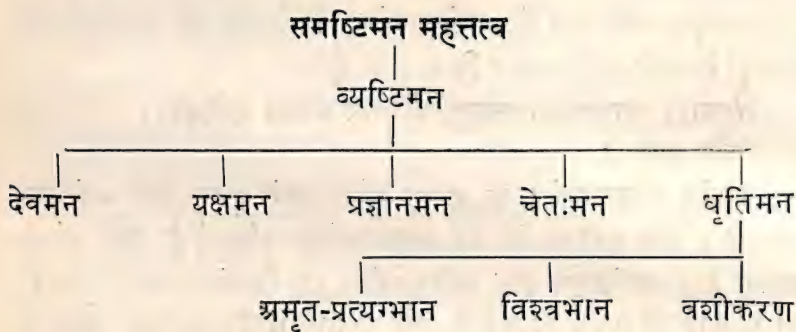 समष्टिमन महत्तत्व
व्यष्टिमन
देवमन यक्षमन प्रज्ञानमन चेतःमन धृतिमन
अमृत-प्रत्यग्भान विश्वभान वशीकरण